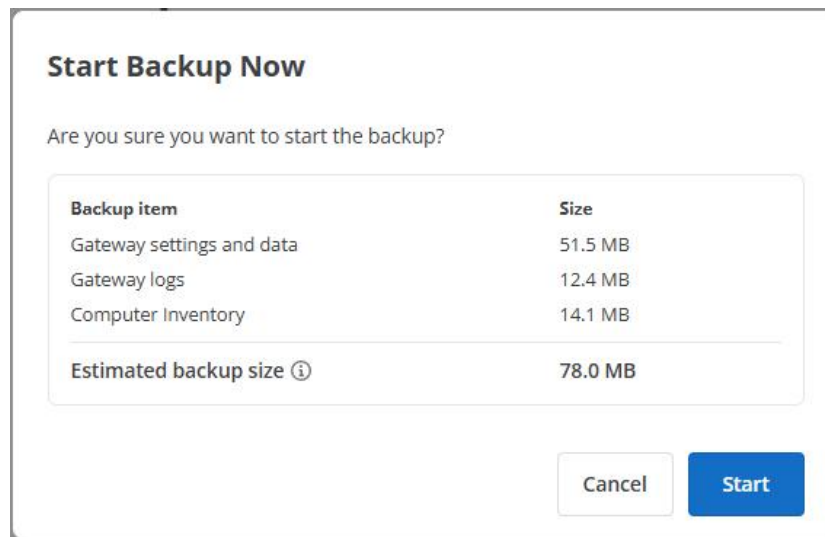 Start Backup Now
Are you sure you want to start the backup?
Backup item Size
Gateway settings and data 51.5 MB
Gateway logs 12.4 MB
Computer Inventory 14.1 MB
Estimated backup size 78.0 MB
Cancel Start